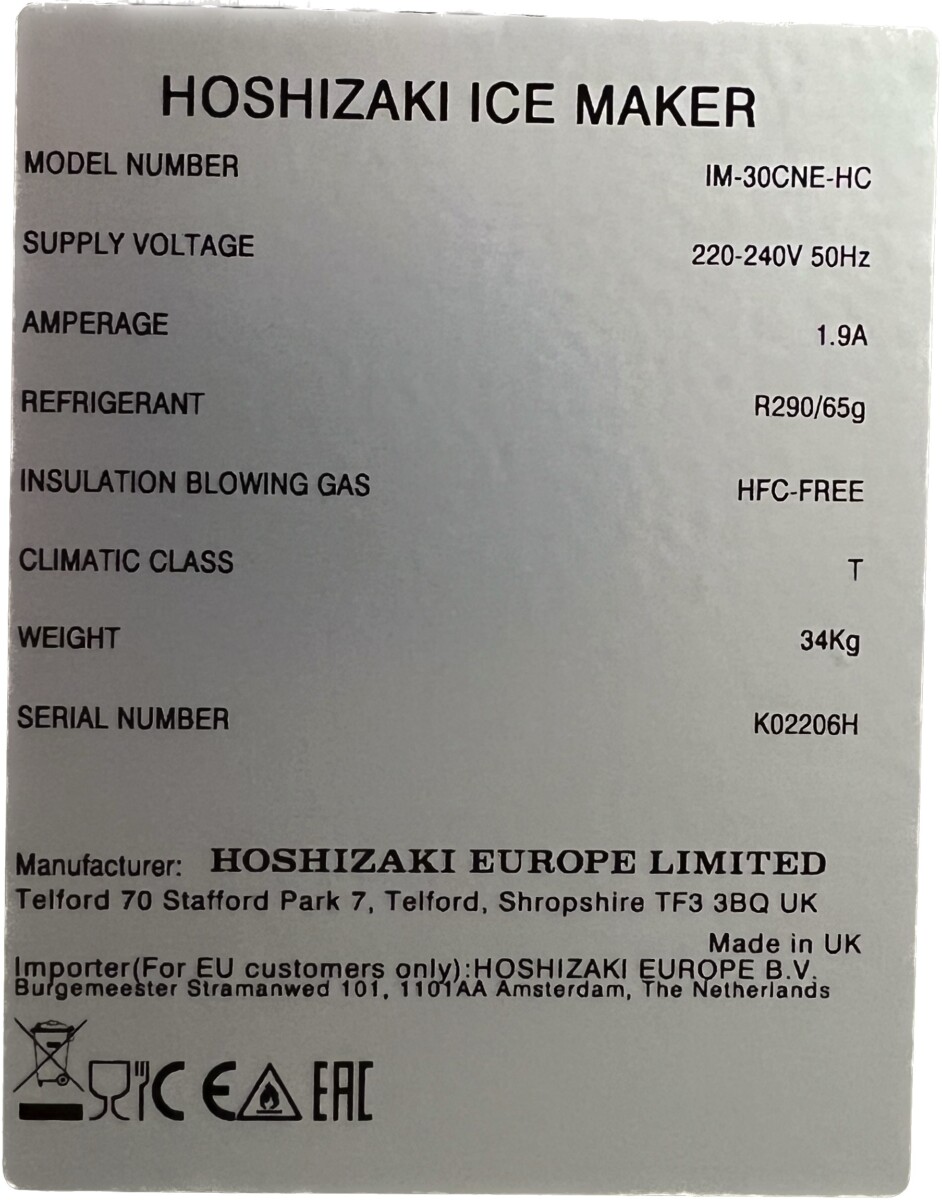 HOSHIZAKI ICE MAKER
MODEL NUMBER IM-30CNE-HC
SUPPLY VOLTAGE 220-240V 50Hz
AMPERAGE 1.9A
REFRIGERANT R290/65g
INSULATION BLOWING GAS HFC-FREE
CLIMATIC CLASS T
WEIGHT 34Kg
SERIAL NUMBER K02206H
Manufacturer: HOSHIZAKI EUROPE LIMITED
Telford 70 Stafford Park 7, Telford, Shropshire TF3 3BQ UK
Made in UK
Importer(For EU customers only):HOSHIZAKI EUROPE B.V.
Burgemeester Stramanwed 101, 1101AA Amsterdam, The Netherlands
CE EAC